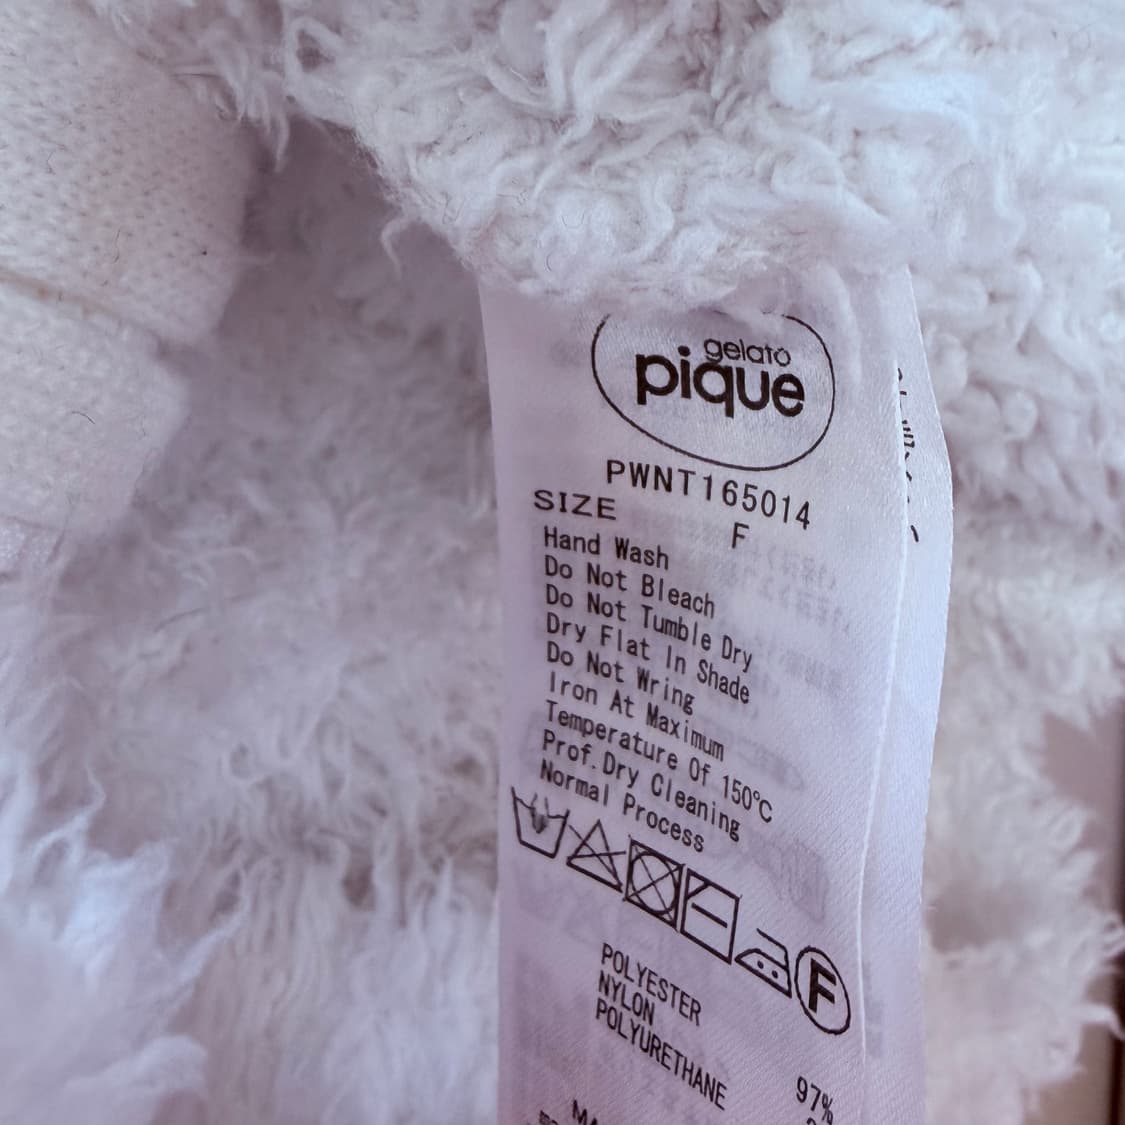 gelato
pique
PWNT165014
SIZE F
Hand Wash
Do Not Bleach
Do Not Tumble Dry
Dry Flat In Shade
Do Not Wring
Iron At Maximum
Temperature Of 150℃
Prof.Dry Cleaning
Normal Process
F
POLYESTER 97%
NYLON
POLYURETHANE